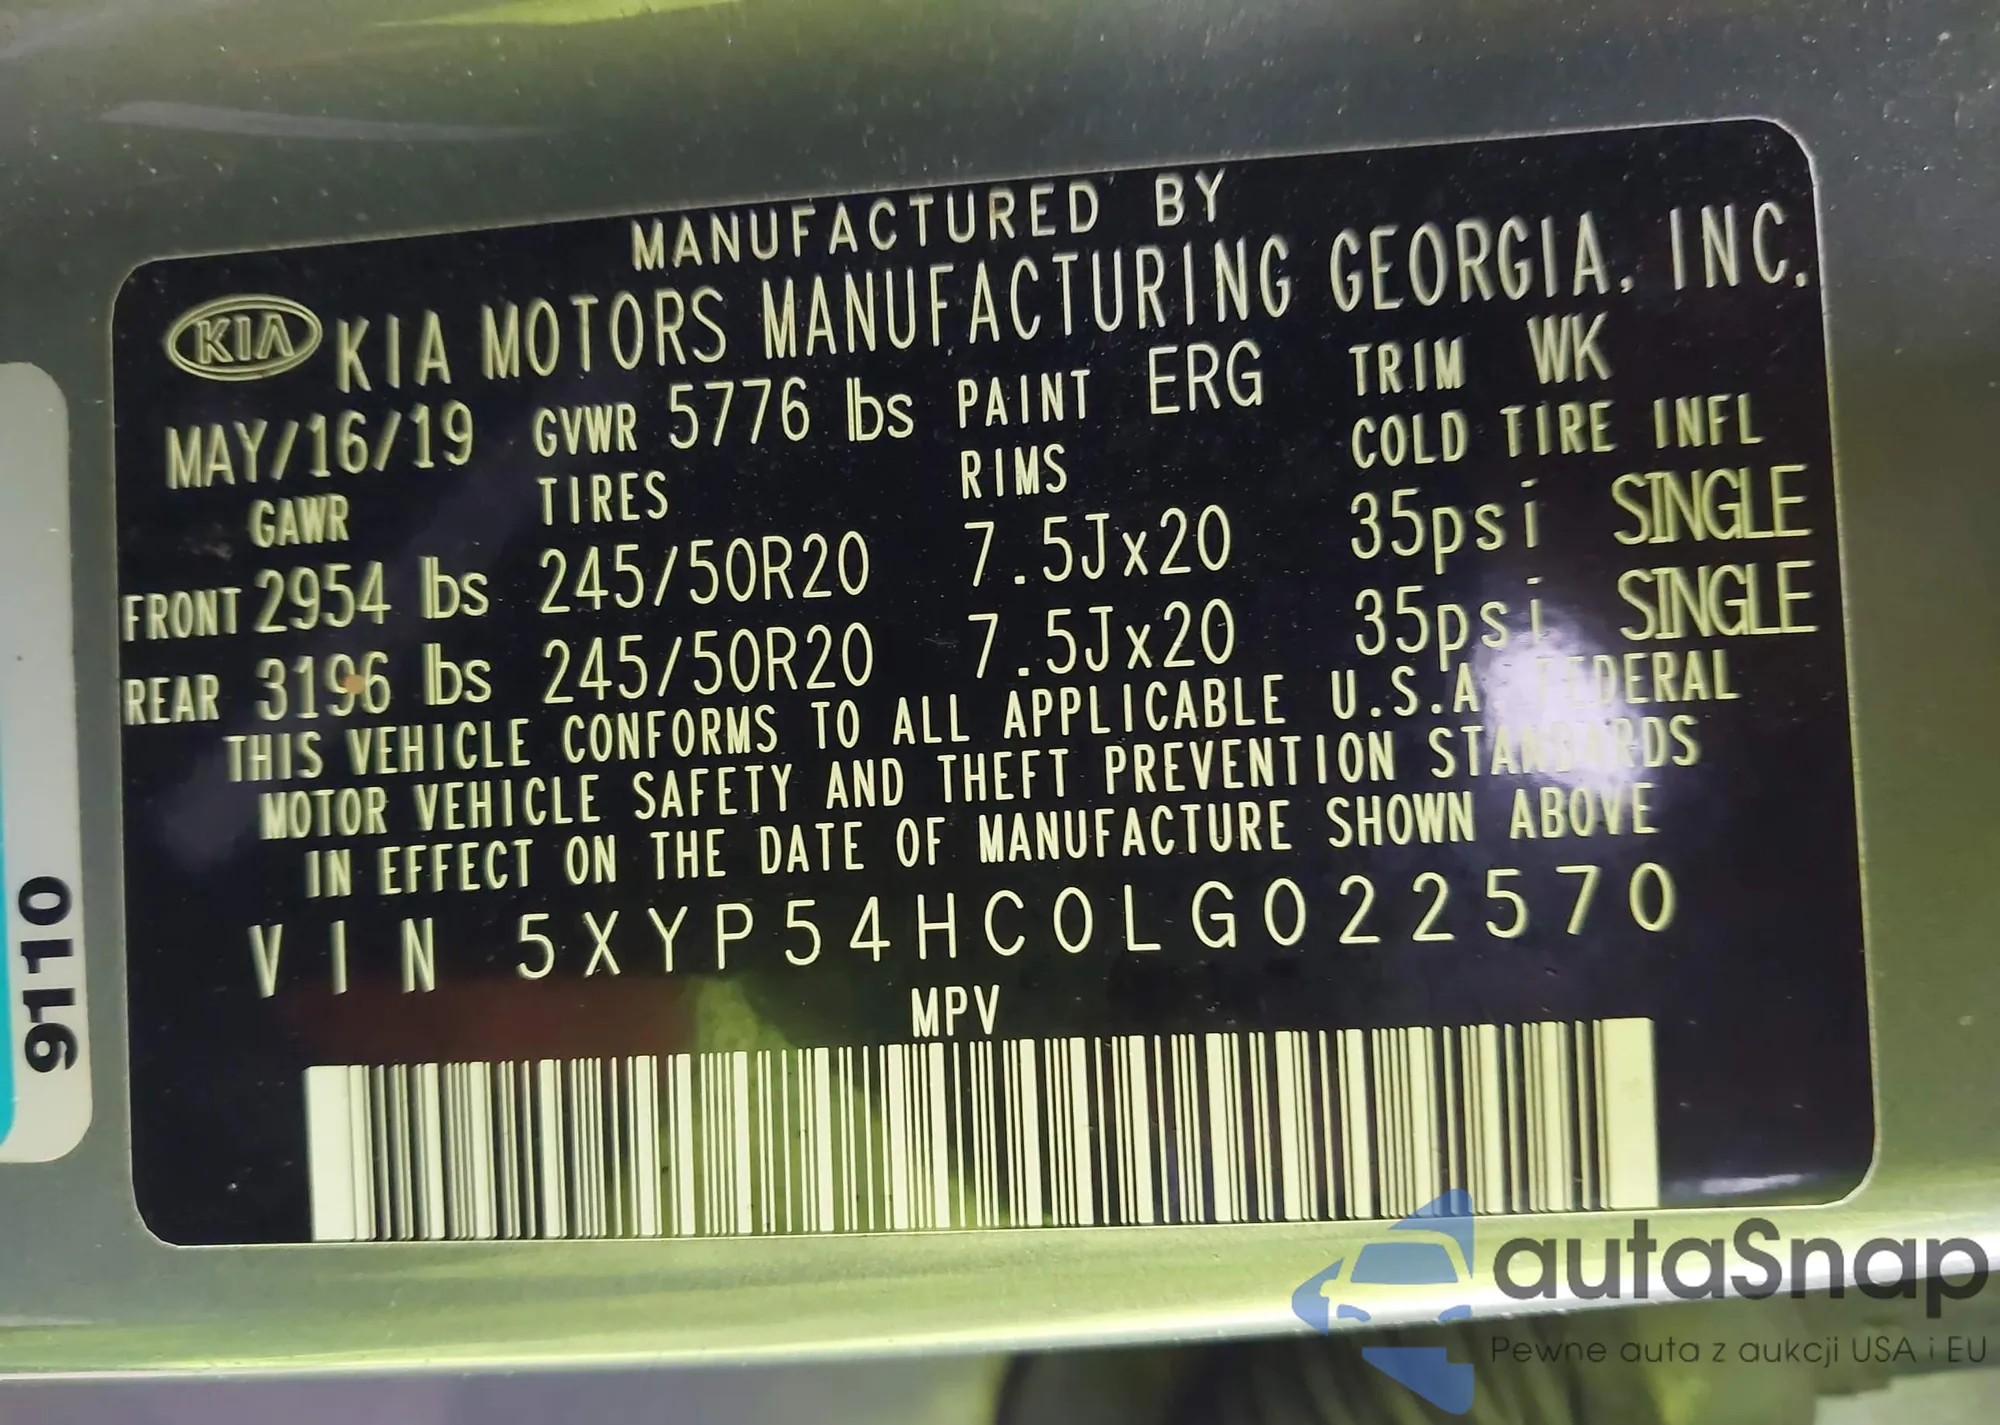 MANUFACTURED BY
KIA KIA MOTORS MANUFACTURING GEORGIA, INC.
MAY/16/19 GVWR 5776 lbs PAINT ERG TRIM WK
GAWR TIRES RIMS COLD TIRE INFL
FRONT 2954 lbs 245/50R20 7.5Jx20 35psi SINGLE
REAR 3196 lbs 245/50R20 7.5Jx20 35psi SINGLE
THIS VEHICLE CONFORMS TO ALL APPLICABLE U.S.A. FEDERAL
MOTOR VEHICLE SAFETY AND THEFT PREVENTION STANDARDS
IN EFFECT ON THE DATE OF MANUFACTURE SHOWN ABOVE
VIN 5XYP54HC0LG022570
MPV
9110
autaSnap
Pewne auta z aukcji USA i EU